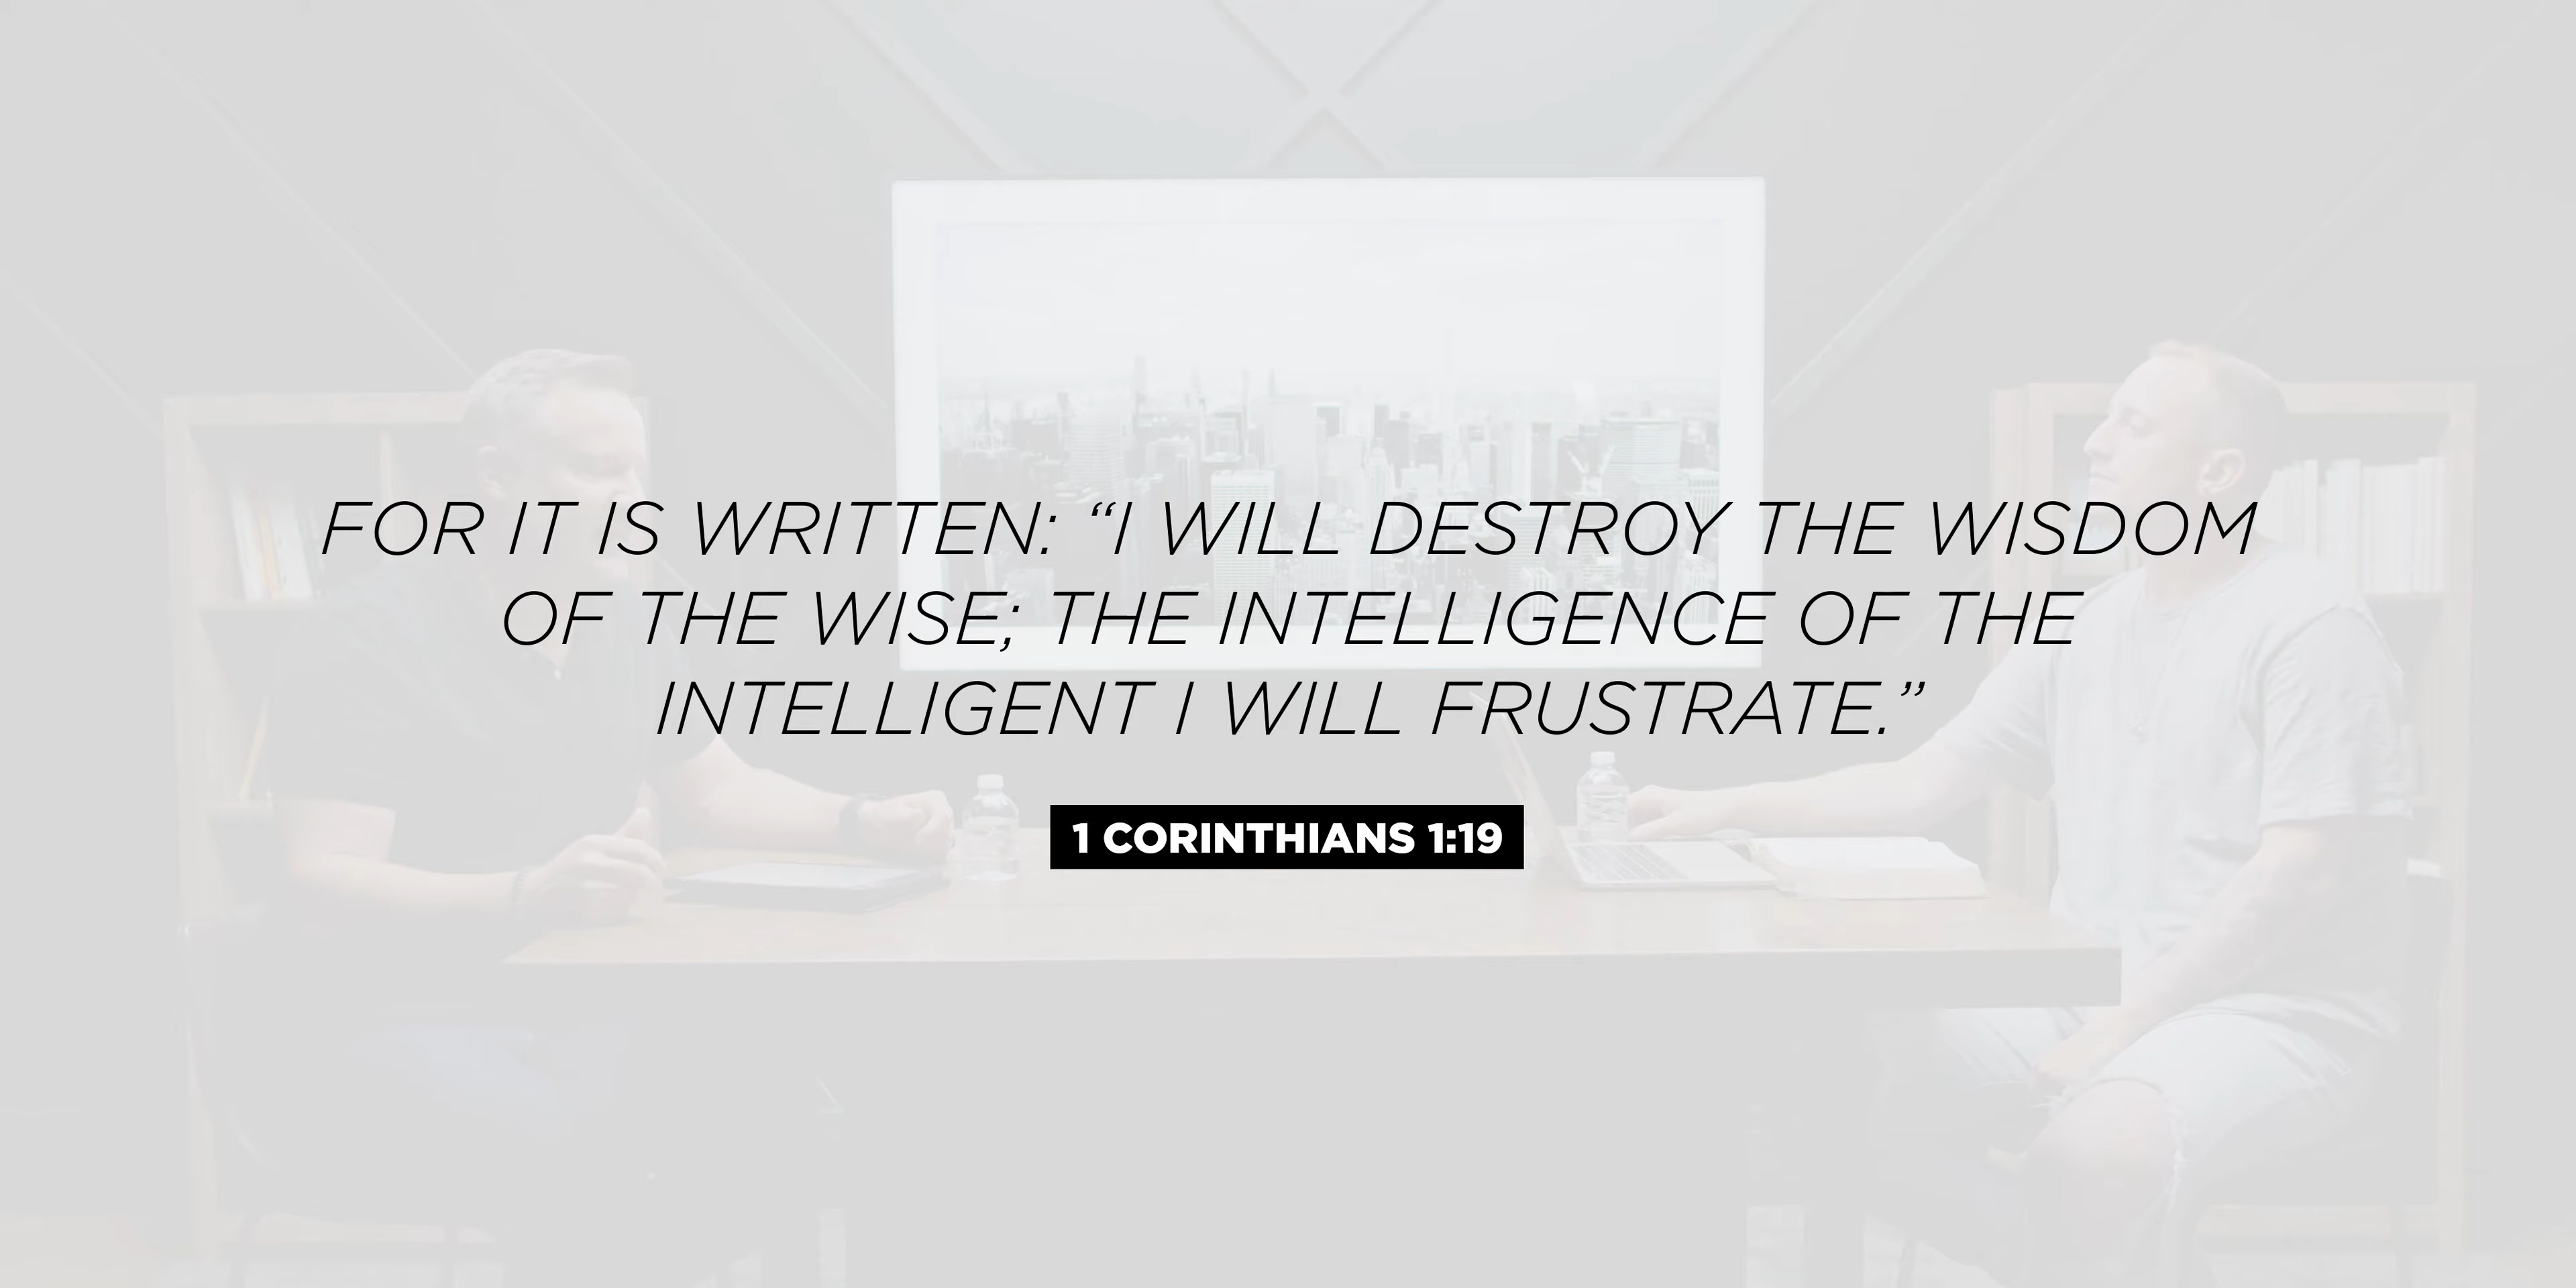 FOR IT IS WRITTEN: “I WILL DESTROY THE WISDOM
OF THE WISE; THE INTELLIGENCE OF THE
INTELLIGENT I WILL FRUSTRATE.”
1 CORINTHIANS 1:19